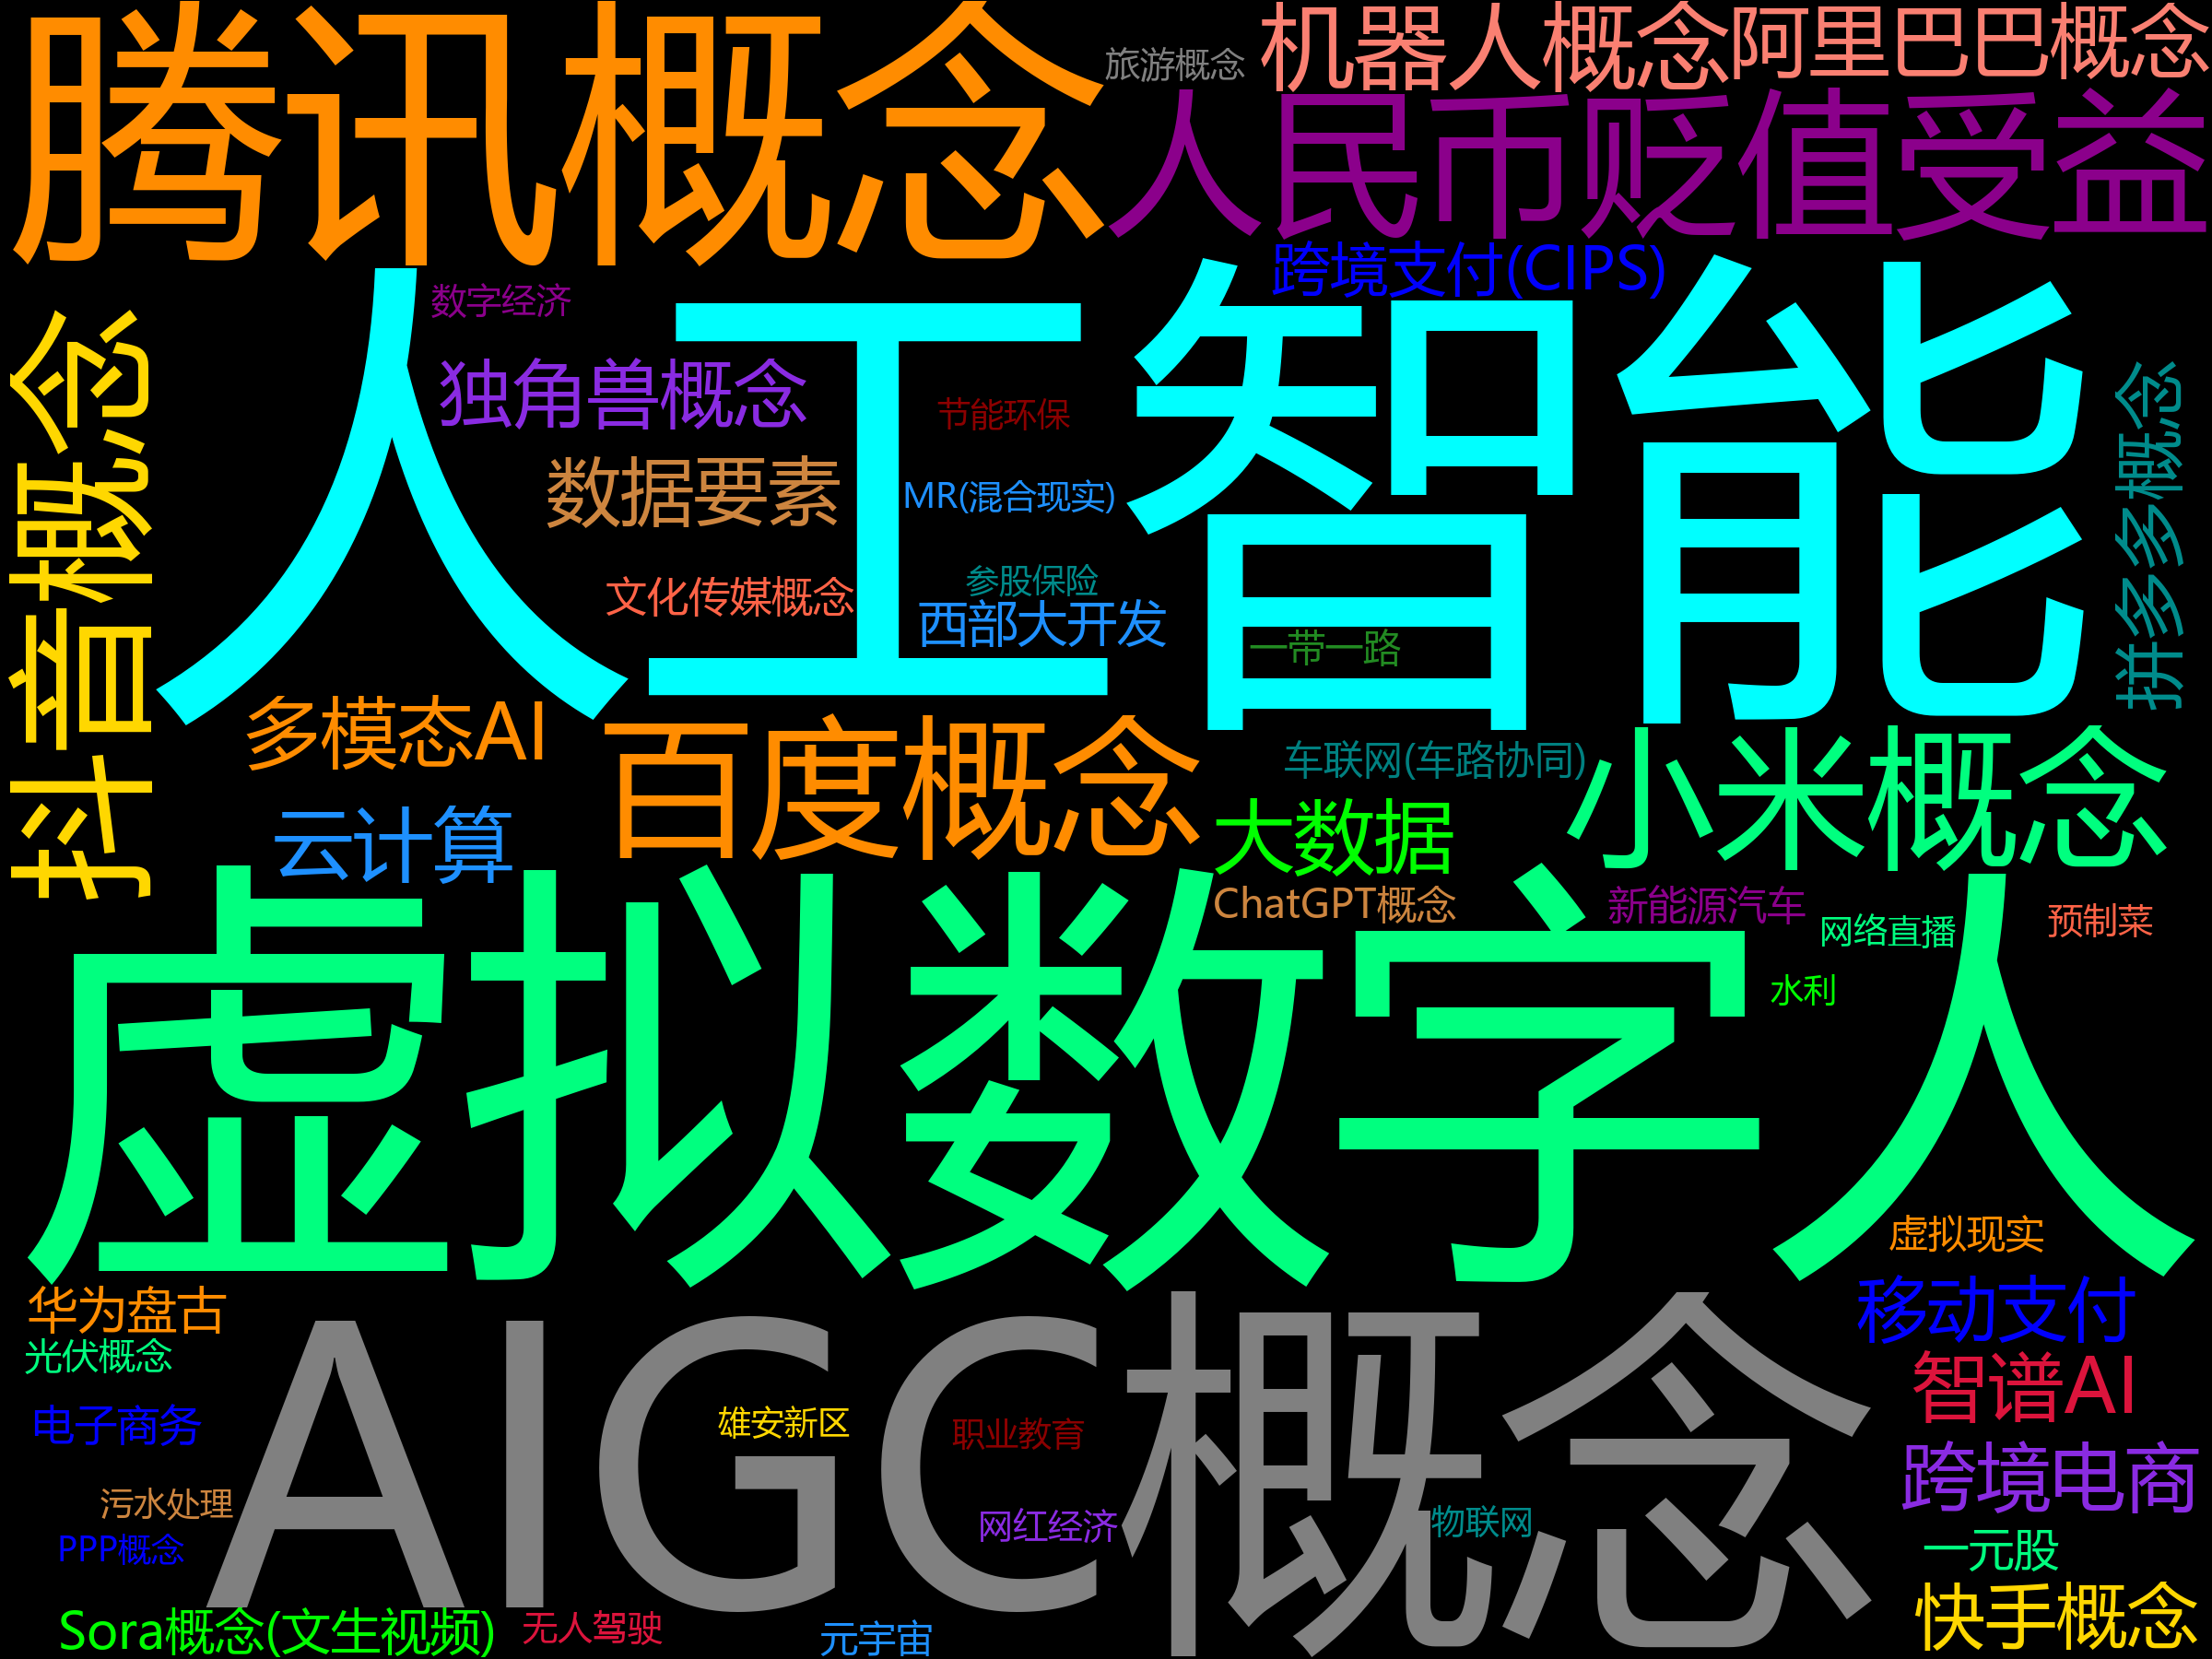 腾讯概念
旅游概念
机器人概念
阿里巴巴概念
人民币贬值受益
跨境支付(CIPS)
人工智能
数字经济
抖音概念
独角兽概念
节能环保
拼多多概念
数据要素
MR(混合现实)
参股保险
文化传媒概念
西部大开发
一带一路
多模态AI
百度概念
车联网(车路协同)
小米概念
云计算
大数据
虚拟数字人
ChatGPT概念
新能源汽车
网络直播
预制菜
水利
虚拟现实
华为盘古
移动支付
光伏概念
AIGC概念
智谱AI
电子商务
雄安新区
职业教育
跨境电商
污水处理
网红经济
物联网
PPP概念
一元股
Sora概念(文生视频)
无人驾驶
元宇宙
快手概念